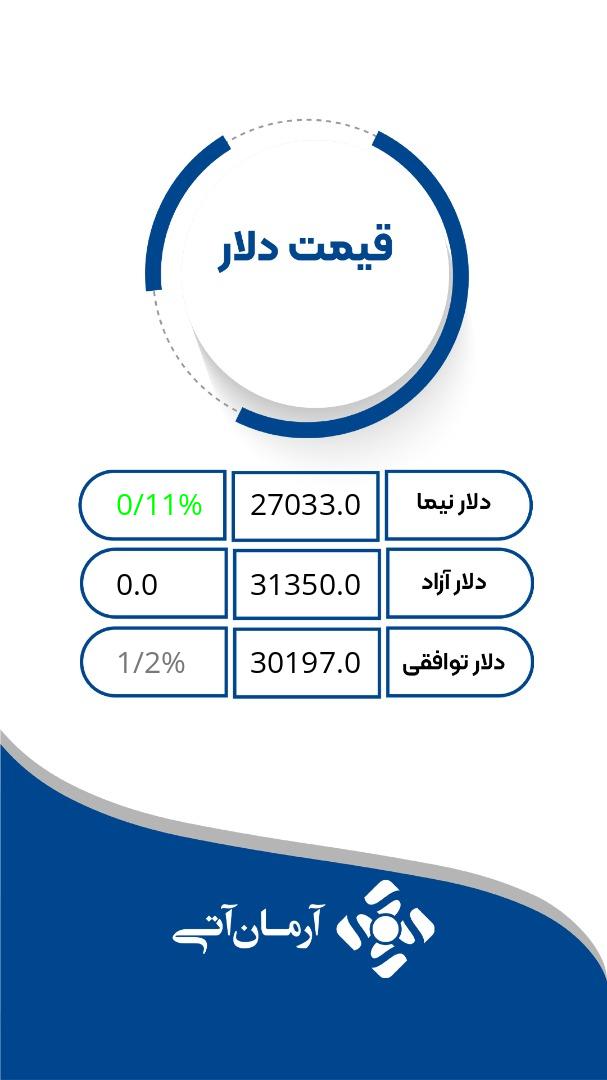 قیمت دلار
دلار نیما 27033.0 0/11%
دلار آزاد 31350.0 0.0
دلار توافقی 30197.0 1/2%
آرمان‌آتی